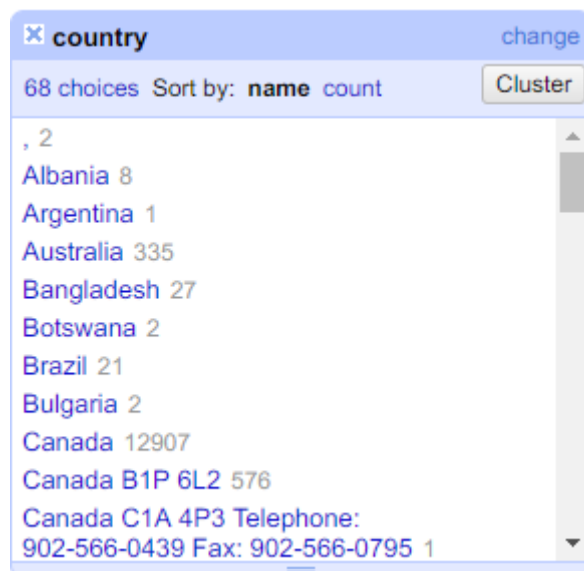 country change
68 choices Sort by: name count Cluster
, 2
Albania 8
Argentina 1
Australia 335
Bangladesh 27
Botswana 2
Brazil 21
Bulgaria 2
Canada 12907
Canada B1P 6L2 576
Canada C1A 4P3 Telephone:
902-566-0439 Fax: 902-566-0795 1